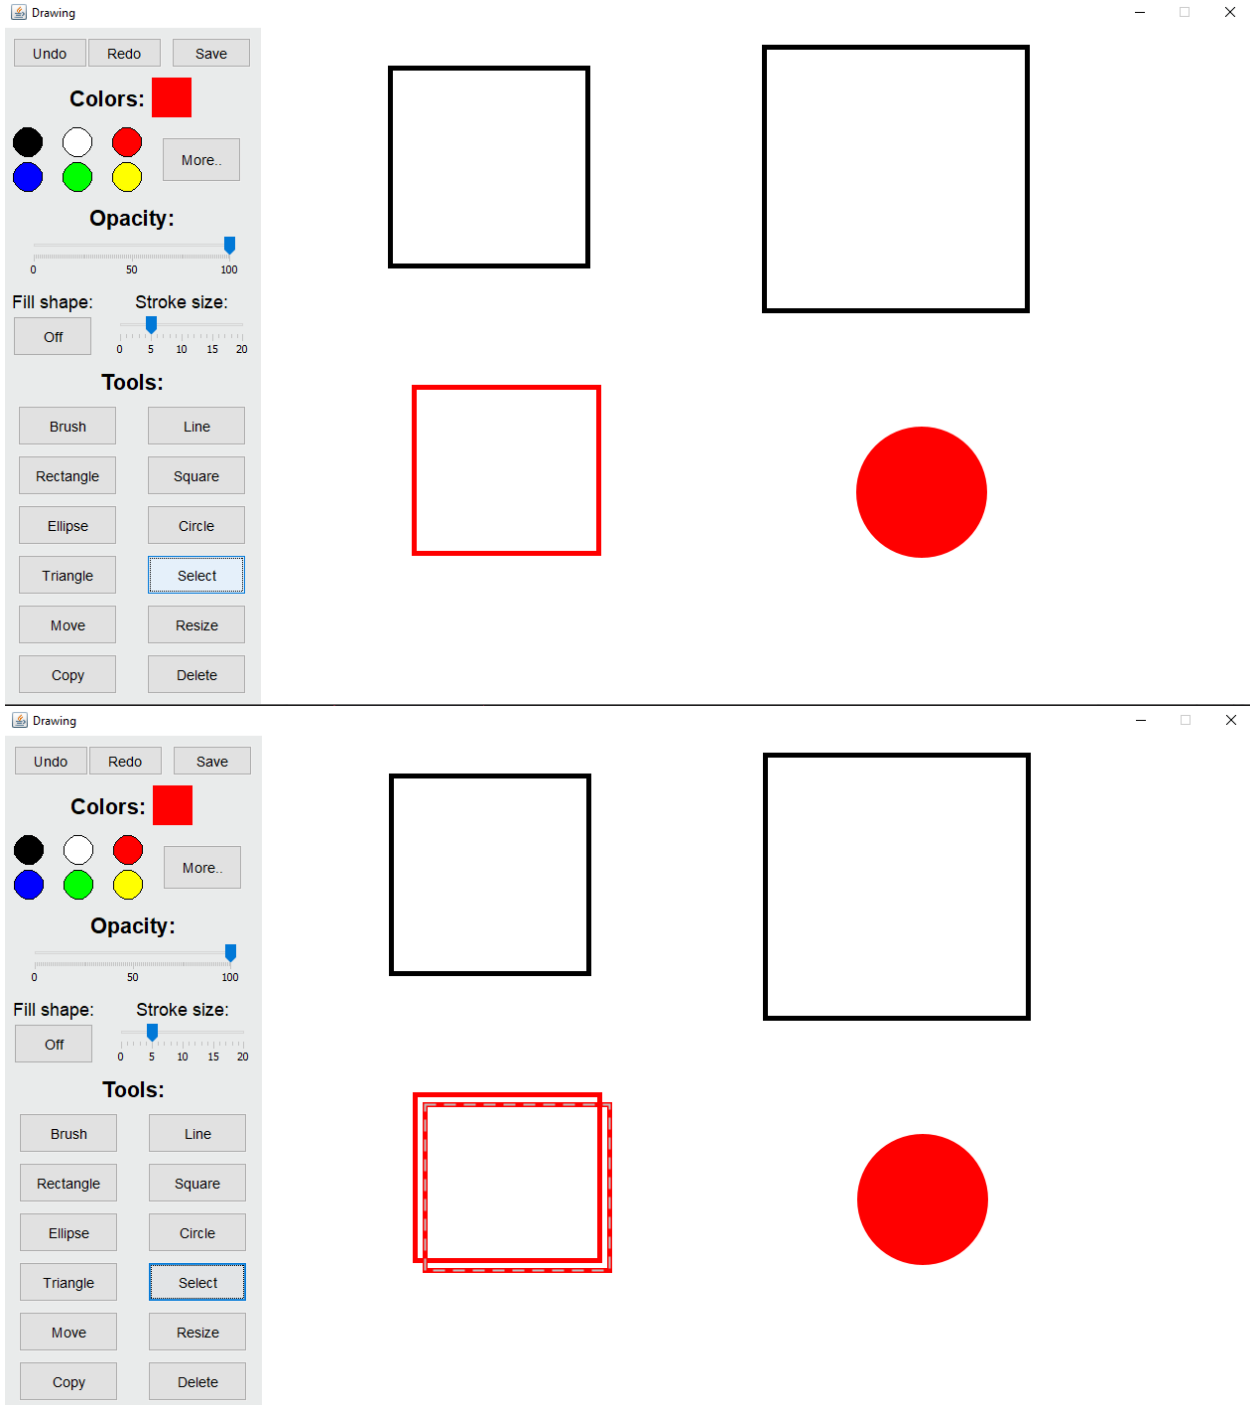 Drawing
Undo Redo Save
Colors:
More..
Opacity:
0 50 100
Fill shape: Stroke size:
Off
0 5 10 15 20
Tools:
Brush Line
Rectangle Square
Ellipse Circle
Triangle Select
Move Resize
Copy Delete
Drawing
Undo Redo Save
Colors:
More..
Opacity:
0 50 100
Fill shape: Stroke size:
Off
0 5 10 15 20
Tools:
Brush Line
Rectangle Square
Ellipse Circle
Triangle Select
Move Resize
Copy Delete